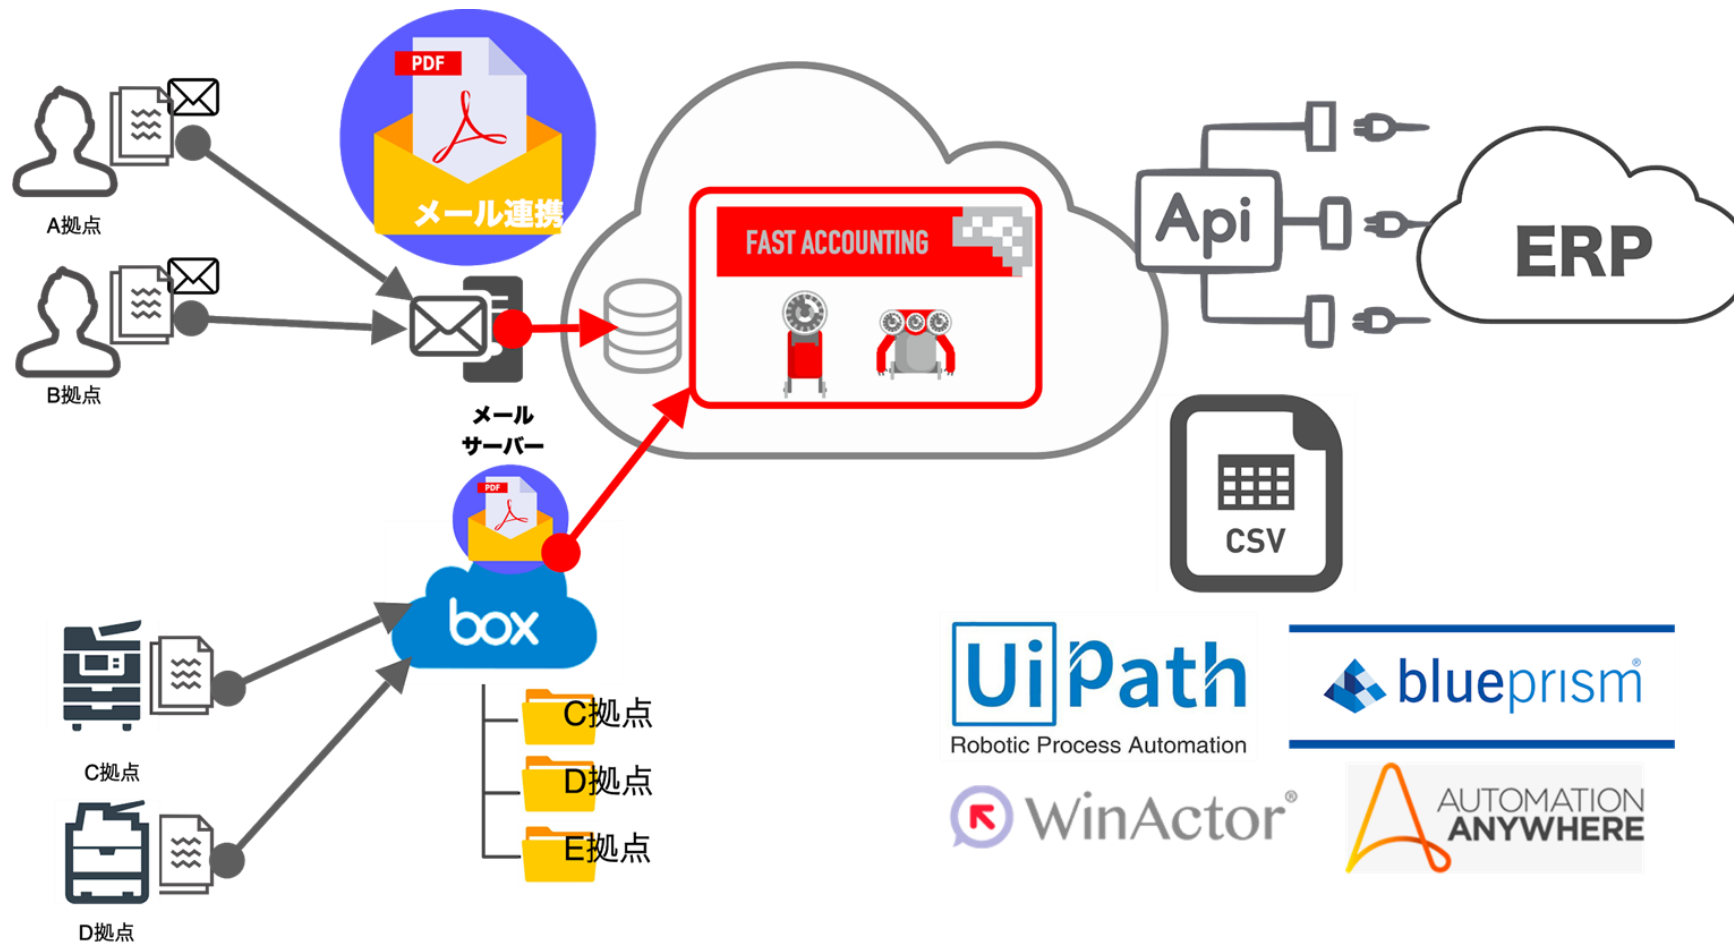 PDF
メール連携
A拠点
B拠点
メール
サーバー
FAST ACCOUNTING
Api
ERP
CSV
PDF
box
C拠点
D拠点
C拠点
D拠点
E拠点
UiPath
Robotic Process Automation
blueprism®
WinActor®
AUTOMATION
ANYWHERE